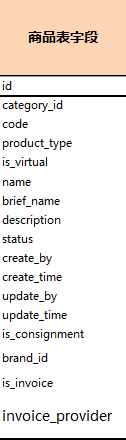 商品表字段
id
category_id
code
product_type
is_virtual
name
brief_name
description
status
create_by
create_time
update_by
update_time
is_consignment
brand_id
is_invoice
invoice_provider